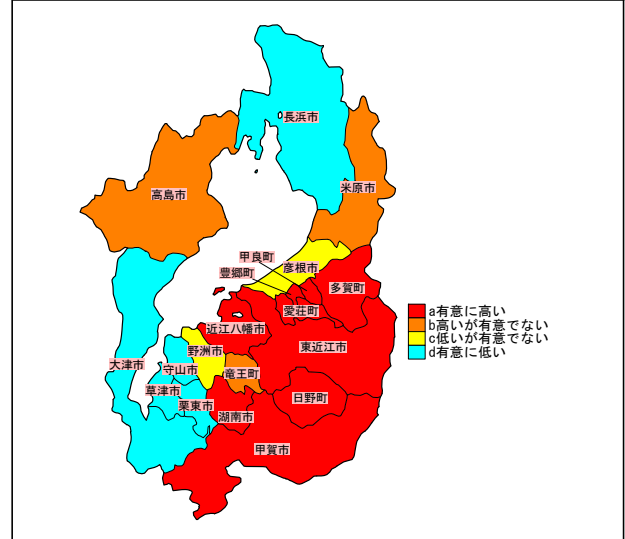 長浜市
高島市
米原市
甲良町
彦根市
豊郷町
多賀町
愛荘町
近江八幡市
東近江市
野洲市
大津市
守山市
竜王町
草津市
日野町
栗東市
湖南市
甲賀市
a有意に高い
b高いが有意でない
c低いが有意でない
d有意に低い